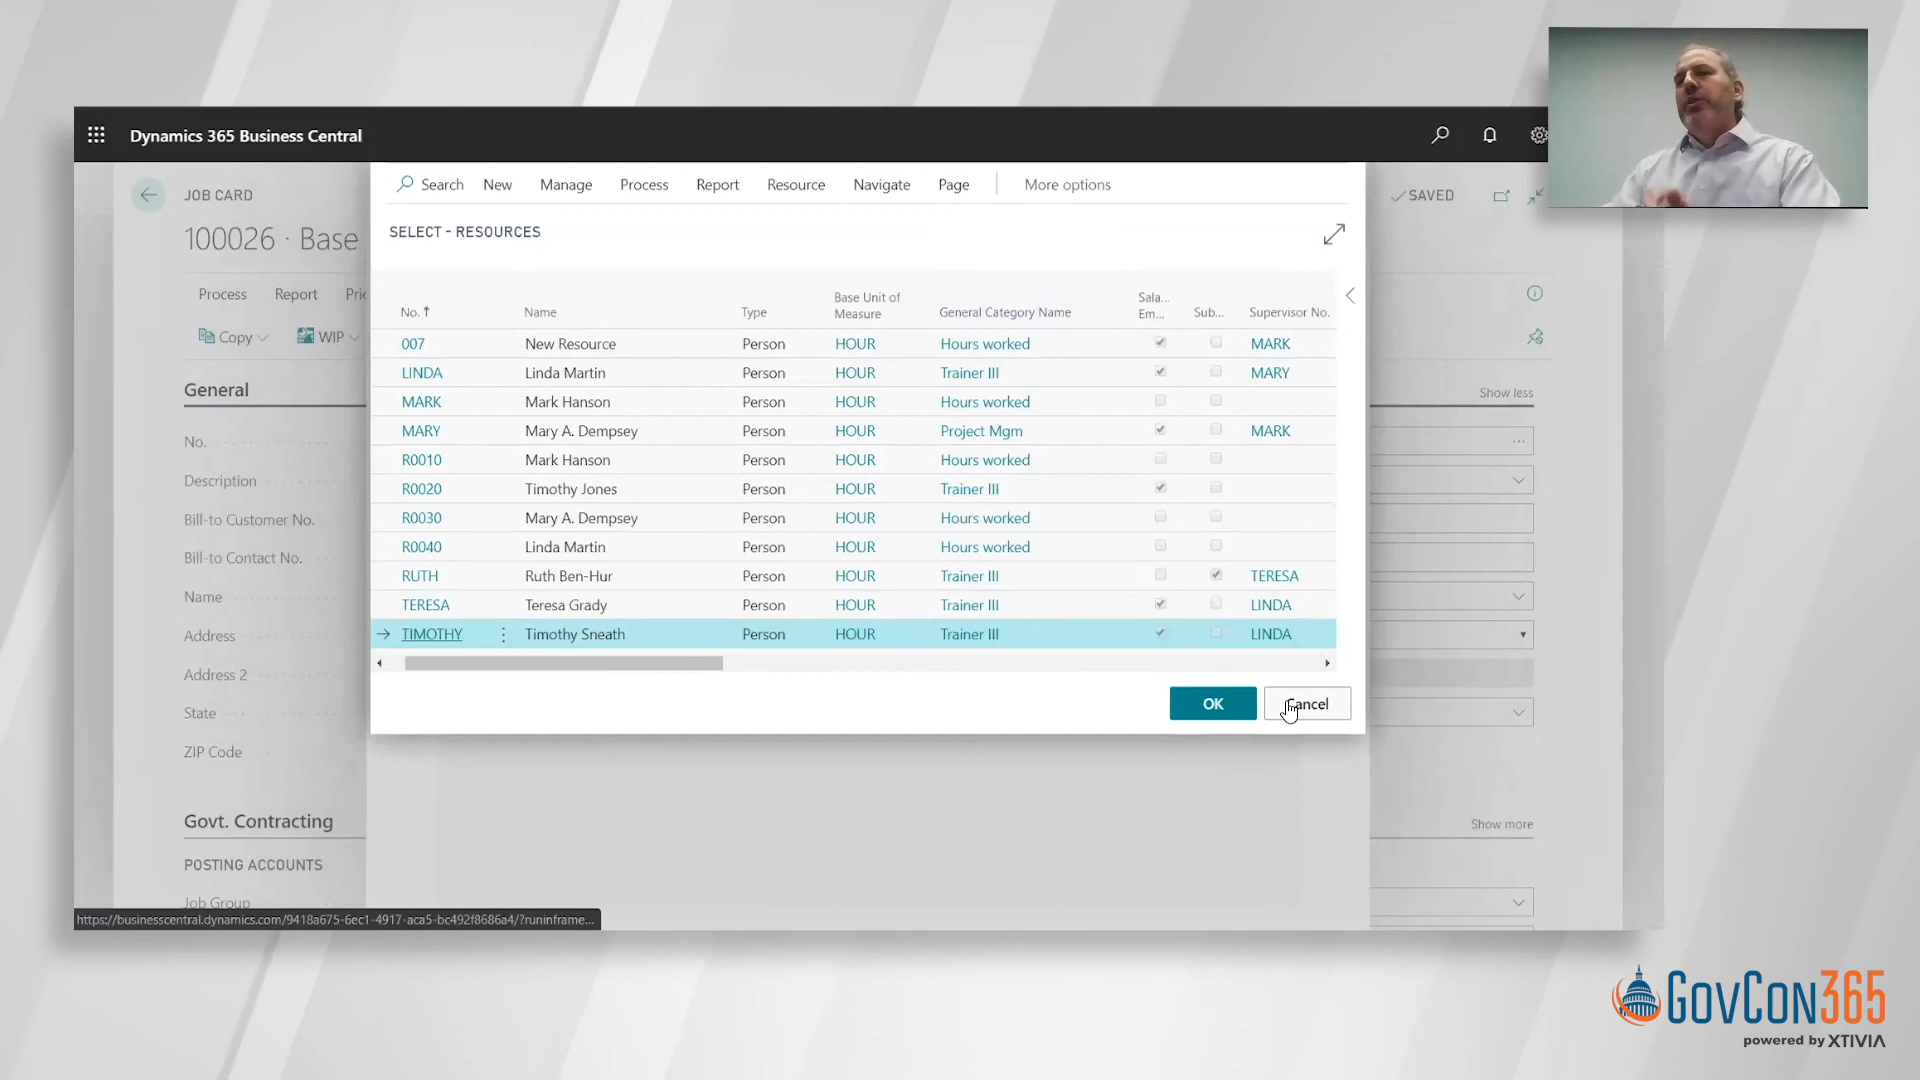 Dynamics 365 Business Central
JOB CARD
100026 · Base
Process Report
Copy WIP
General
No.
Description
Bill-to Customer No.
Bill-to Contact No.
Name
Address
Address 2
State
ZIP Code
Govt. Contracting
POSTING ACCOUNTS
Job Group
https://businesscentral.dynamics.com/9418a675-6ec1-4917-aca5-bc492f8686a4/?runinframe...
Search New Manage Process Report Resource Navigate Page More options
SELECT - RESOURCES
No. ↑ Name Type Base Unit of Measure General Category Name Sala... Em... Sub... Supervisor No.
007 New Resource Person HOUR Hours worked MARK
LINDA Linda Martin Person HOUR Trainer III MARY
MARK Mark Hanson Person HOUR Hours worked
MARY Mary A. Dempsey Person HOUR Project Mgm MARK
R0010 Mark Hanson Person HOUR Hours worked
R0020 Timothy Jones Person HOUR Trainer III
R0030 Mary A. Dempsey Person HOUR Hours worked
R0040 Linda Martin Person HOUR Hours worked
RUTH Ruth Ben-Hur Person HOUR Trainer III TERESA
TERESA Teresa Grady Person HOUR Trainer III LINDA
TIMOTHY Timothy Sneath Person HOUR Trainer III LINDA
OK Cancel
SAVED
Show less
Show more
GovCon365
powered by XTIVIA